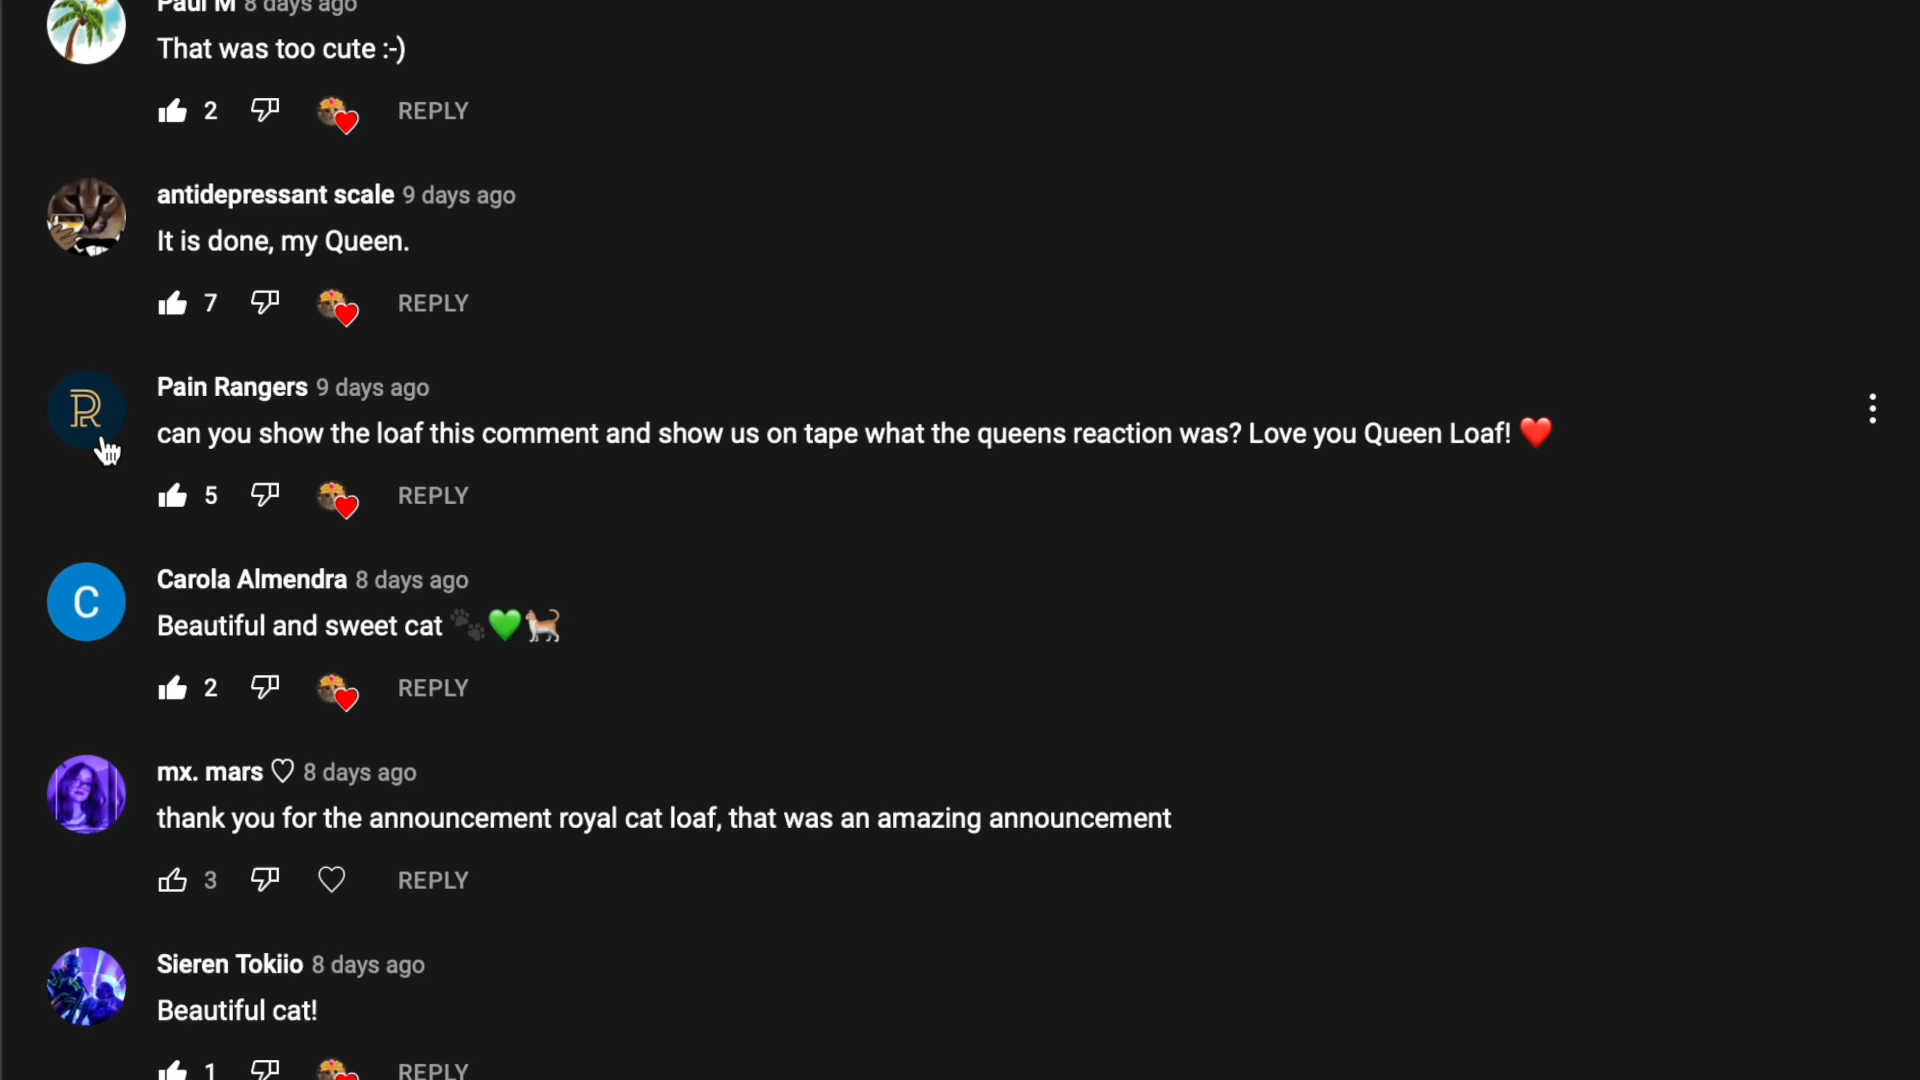 Paul M 8 days ago
That was too cute :-)
2 REPLY
antidepressant scale 9 days ago
It is done, my Queen.
7 REPLY
R
Pain Rangers 9 days ago
can you show the loaf this comment and show us on tape what the queens reaction was? Love you Queen Loaf! ❤️
5 REPLY
C
Carola Almendra 8 days ago
Beautiful and sweet cat 🐾💚🐈
2 REPLY
mx. mars ♡ 8 days ago
thank you for the announcement royal cat loaf, that was an amazing announcement
3 REPLY
Sieren Tokiio 8 days ago
Beautiful cat!
1 REPLY